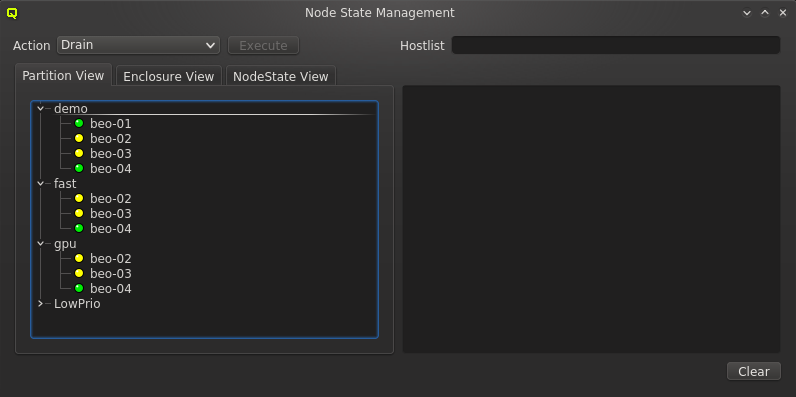 Node State Management
Action Drain Execute Hostlist
Partition View Enclosure View NodeState View
demo
beo-01
beo-02
beo-03
beo-04
fast
beo-02
beo-03
beo-04
gpu
beo-02
beo-03
beo-04
LowPrio
Clear